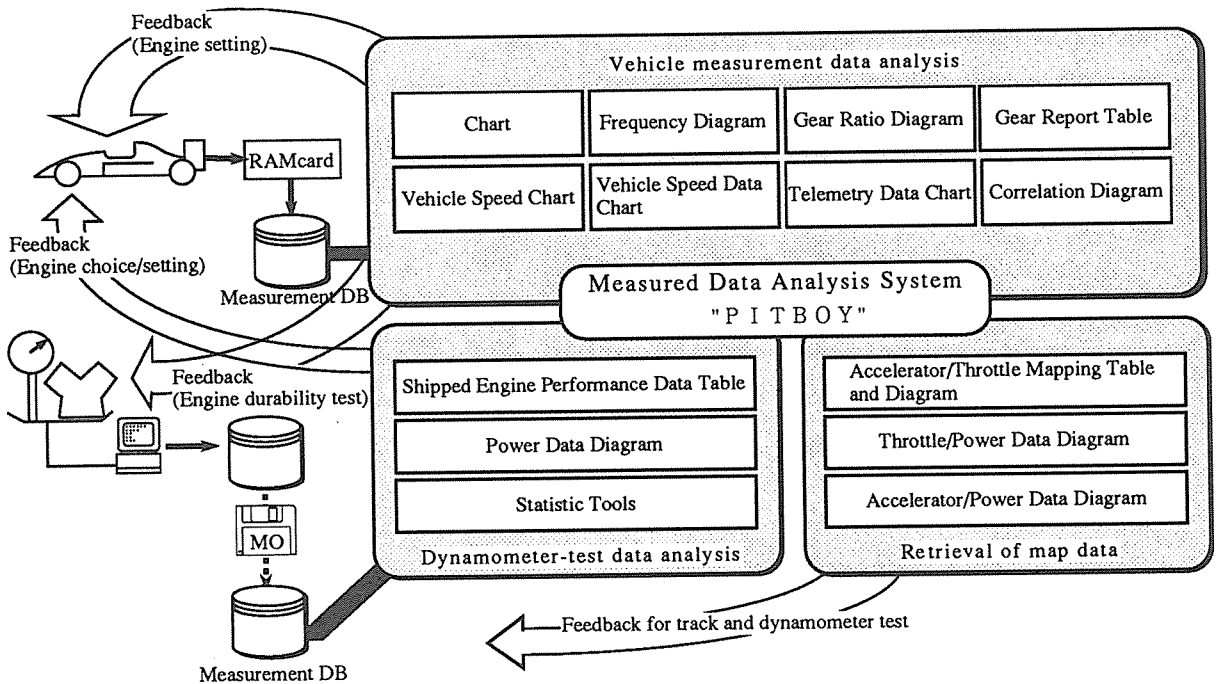 Feedback
(Engine setting)
Vehicle measurement data analysis
Chart
Frequency Diagram
Gear Ratio Diagram
Gear Report Table
RAMcard
Vehicle Speed Chart
Vehicle Speed Data
Chart
Telemetry Data Chart
Correlation Diagram
Feedback
(Engine choice/setting)
Measurement DB
Measured Data Analysis System
"PITBOY"
Feedback
(Engine durability test)
Shipped Engine Performance Data Table
Power Data Diagram
Statistic Tools
Dynamometer-test data analysis
Accelerator/Throttle Mapping Table
and Diagram
Throttle/Power Data Diagram
Accelerator/Power Data Diagram
Retrieval of map data
MO
Feedback for track and dynamometer test
Measurement DB